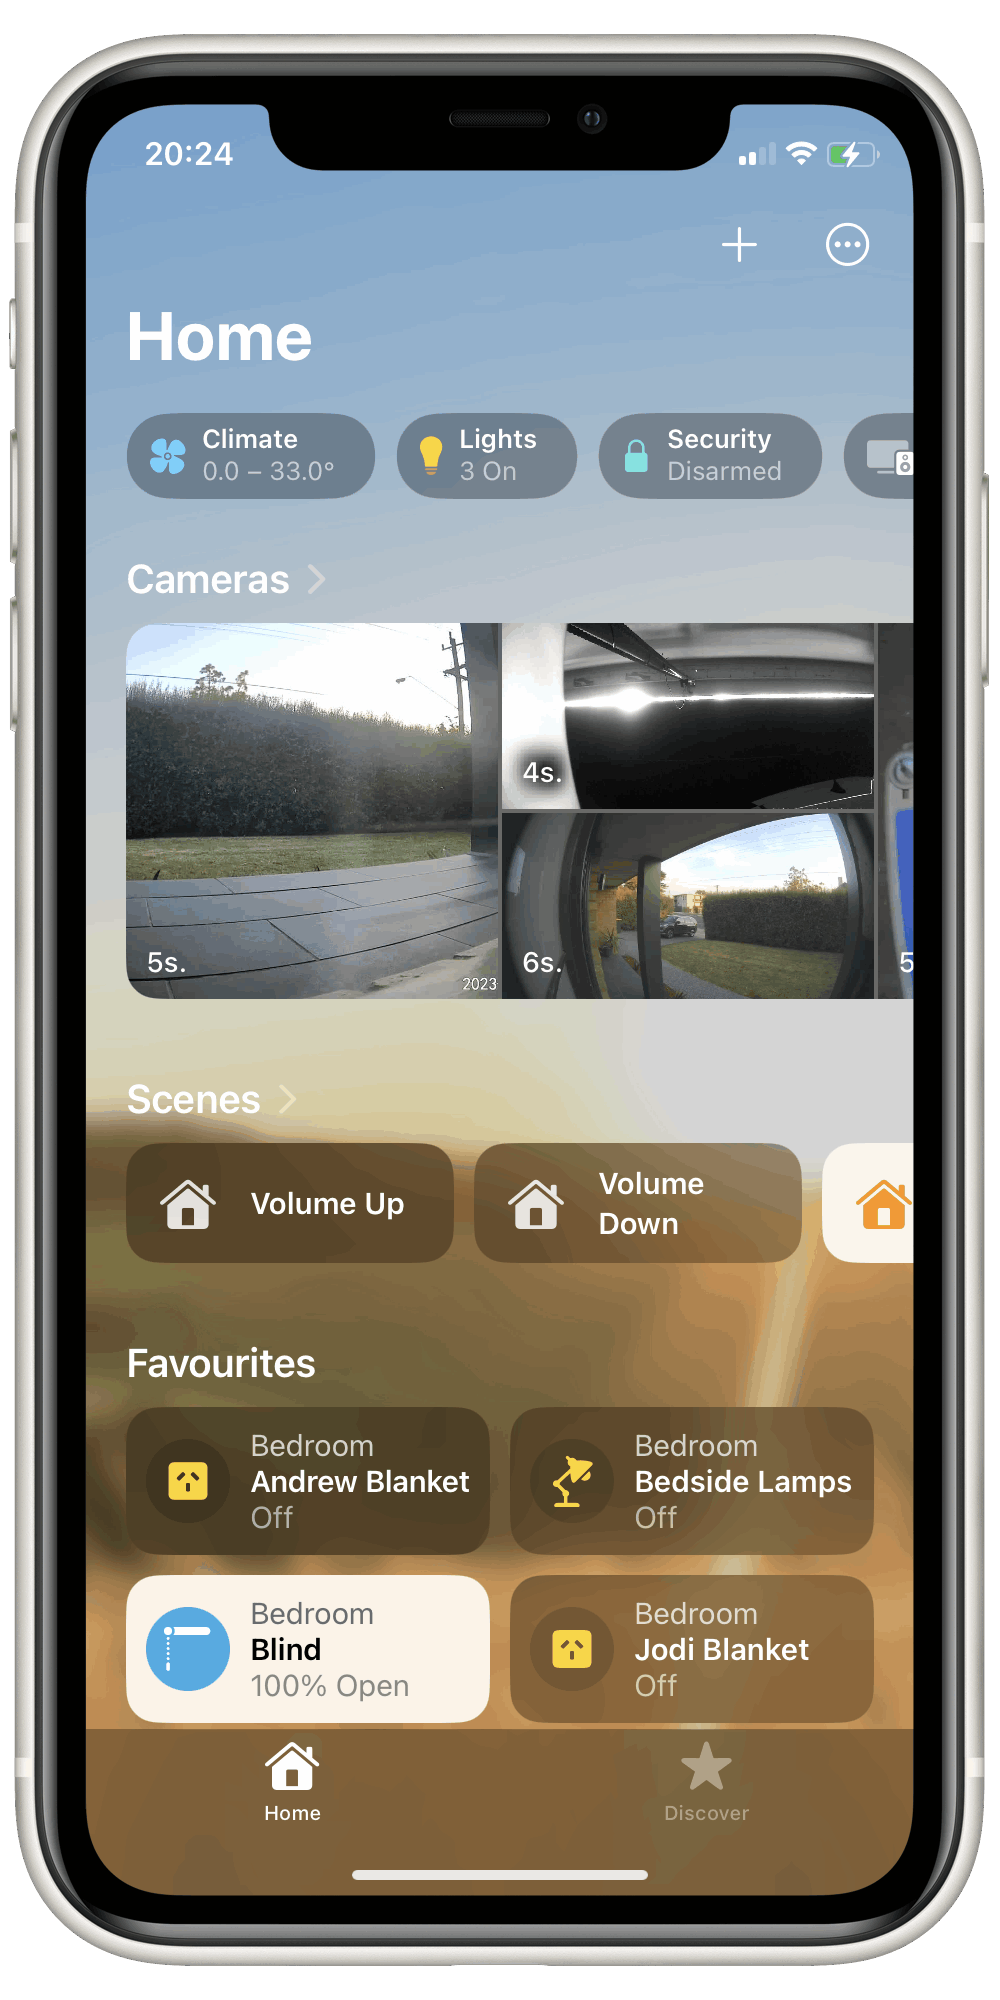 20:24
Home
Climate
0.0 – 33.0°
Lights
3 On
Security
Disarmed
Cameras
4s.
5s.
2023
6s.
5
Scenes
Volume Up
Volume
Down
Favourites
Bedroom
Andrew Blanket
Off
Bedroom
Bedside Lamps
Off
Bedroom
Blind
100% Open
Bedroom
Jodi Blanket
Off
Home
Discover